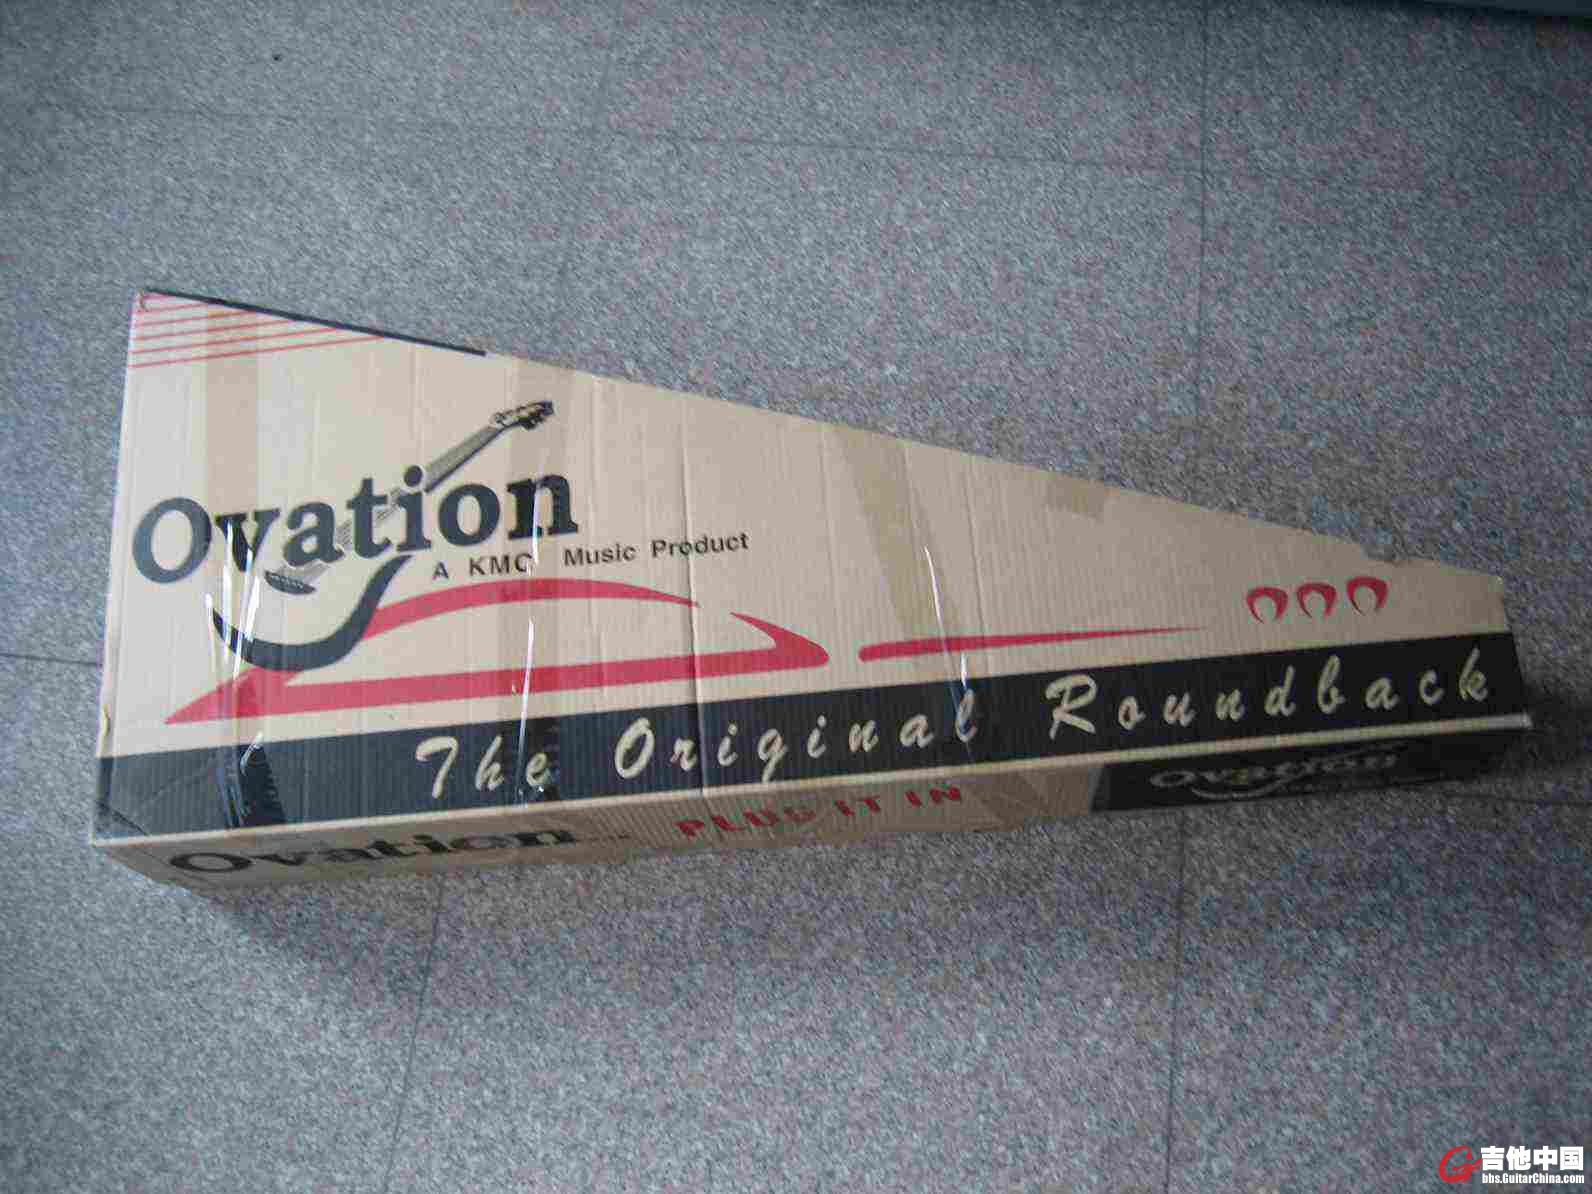 Ovation
A KMC Music Product
The Original Roundback
Ovation
PLUG IT IN
Ovation
吉他中国
bbs.GuitarChina.com